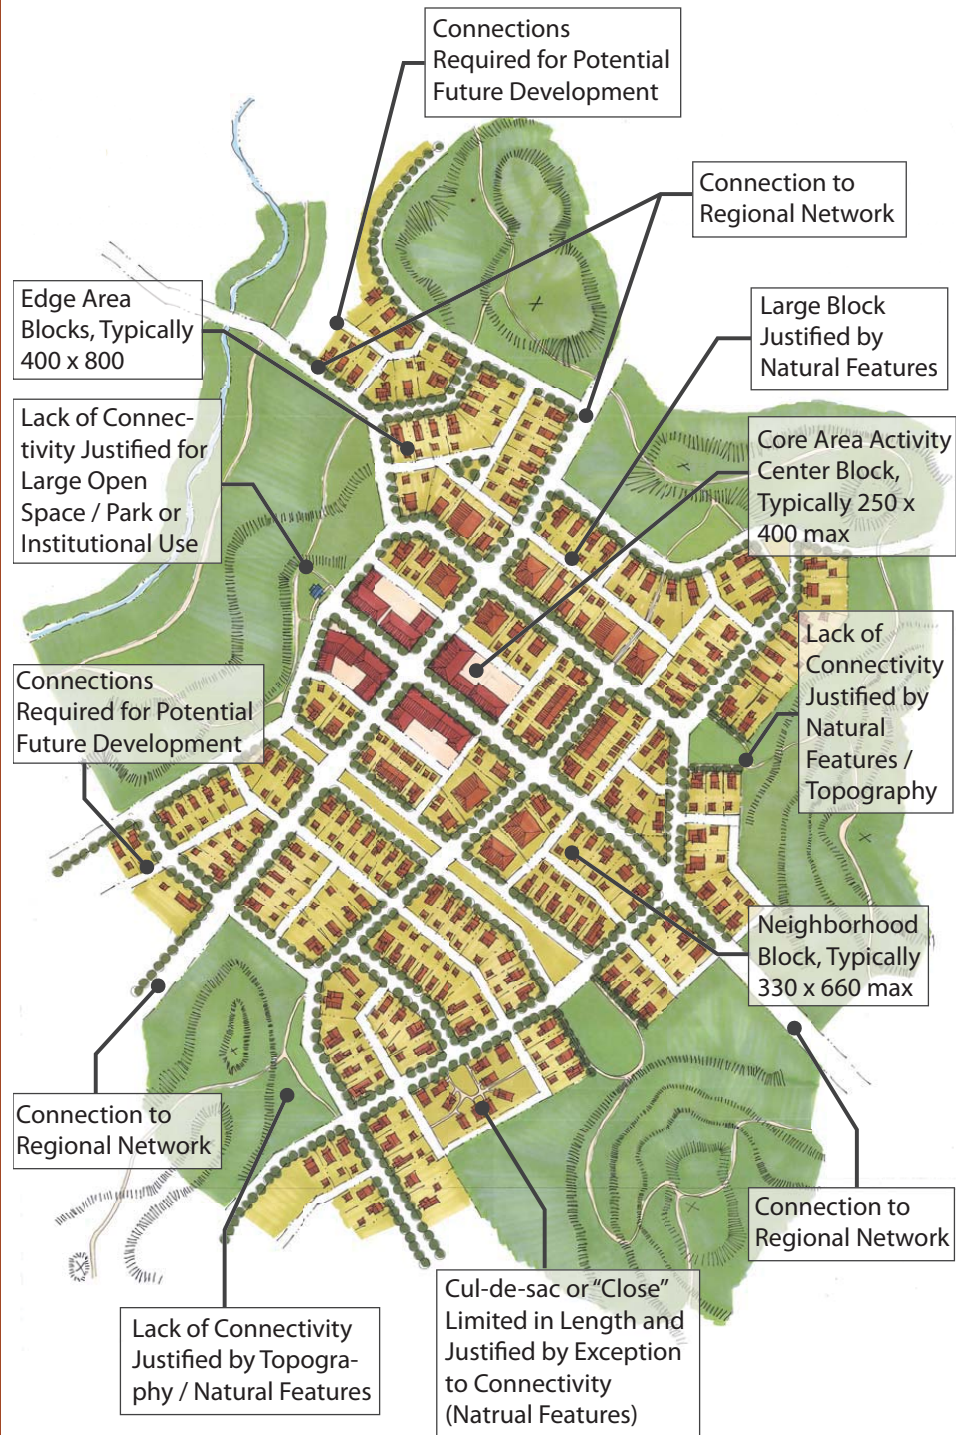 Connections
Required for Potential
Future Development
Connection to
Regional Network
Edge Area
Blocks, Typically
400 x 800
Large Block
Justified by
Natural Features
Lack of Connec-
tivity Justified for
Large Open
Space / Park or
Institutional Use
Core Area Activity
Center Block,
Typically 250 x
400 max
Lack of
Connectivity
Justified by
Natural
Features /
Topography
Connections
Required for Potential
Future Development
Neighborhood
Block, Typically
330 x 660 max
Connection to
Regional Network
Connection to
Regional Network
Lack of Connectivity
Justified by Topogra-
phy / Natural Features
Cul-de-sac or “Close”
Limited in Length and
Justified by Exception
to Connectivity
(Natrual Features)